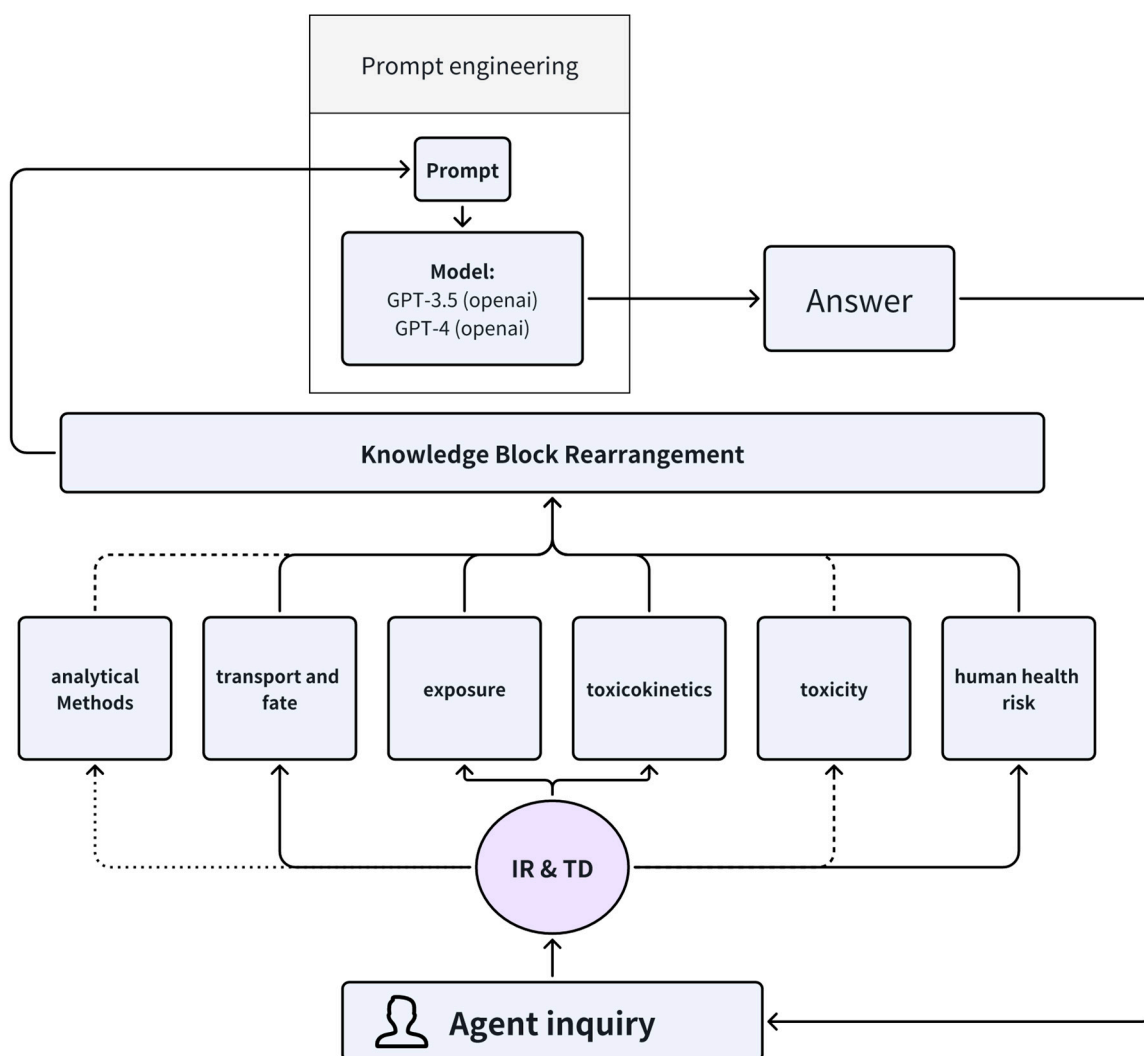 Prompt engineering
Prompt
Model:
GPT-3.5 (openai)
GPT-4 (openai)
Answer
Knowledge Block Rearrangement
analytical
Methods
transport and
fate
exposure
toxicokinetics
toxicity
human health
risk
IR & TD
Agent inquiry